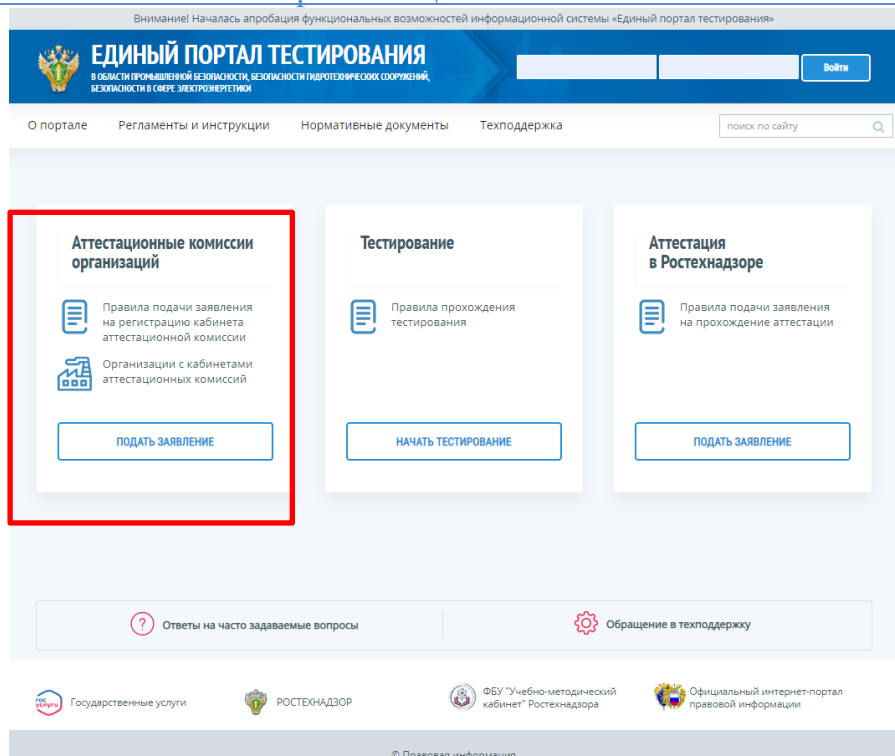 Внимание! Началась апробация функциональных возможностей информационной системы «Единый портал тестирования»
ЕДИНЫЙ ПОРТАЛ ТЕСТИРОВАНИЯ
В ОБЛАСТИ ПРОМЫШЛЕННОЙ БЕЗОПАСНОСТИ, БЕЗОПАСНОСТИ ГИДРОТЕХНИЧЕСКИХ СООРУЖЕНИЙ,
БЕЗОПАСНОСТИ В СФЕРЕ ЭЛЕКТРОЭНЕРГЕТИКИ
Войти
О портале Регламенты и инструкции Нормативные документы Техподдержка поиск по сайту
Аттестационные комиссии
организаций
Правила подачи заявления
на регистрацию кабинета
аттестационной комиссии
Организации с кабинетами
аттестационных комиссий
ПОДАТЬ ЗАЯВЛЕНИЕ
Тестирование
Правила прохождения
тестирования
НАЧАТЬ ТЕСТИРОВАНИЕ
Аттестация
в Ростехнадзоре
Правила подачи заявления
на прохождение аттестации
ПОДАТЬ ЗАЯВЛЕНИЕ
? Ответы на часто задаваемые вопросы
Обращение в техподдержку
гос
услуги
Государственные услуги
РОСТЕХНАДЗОР
ФБУ "Учебно-методический
кабинет" Ростехнадзора
Официальный интернет-портал
правовой информации
© Правовая информация